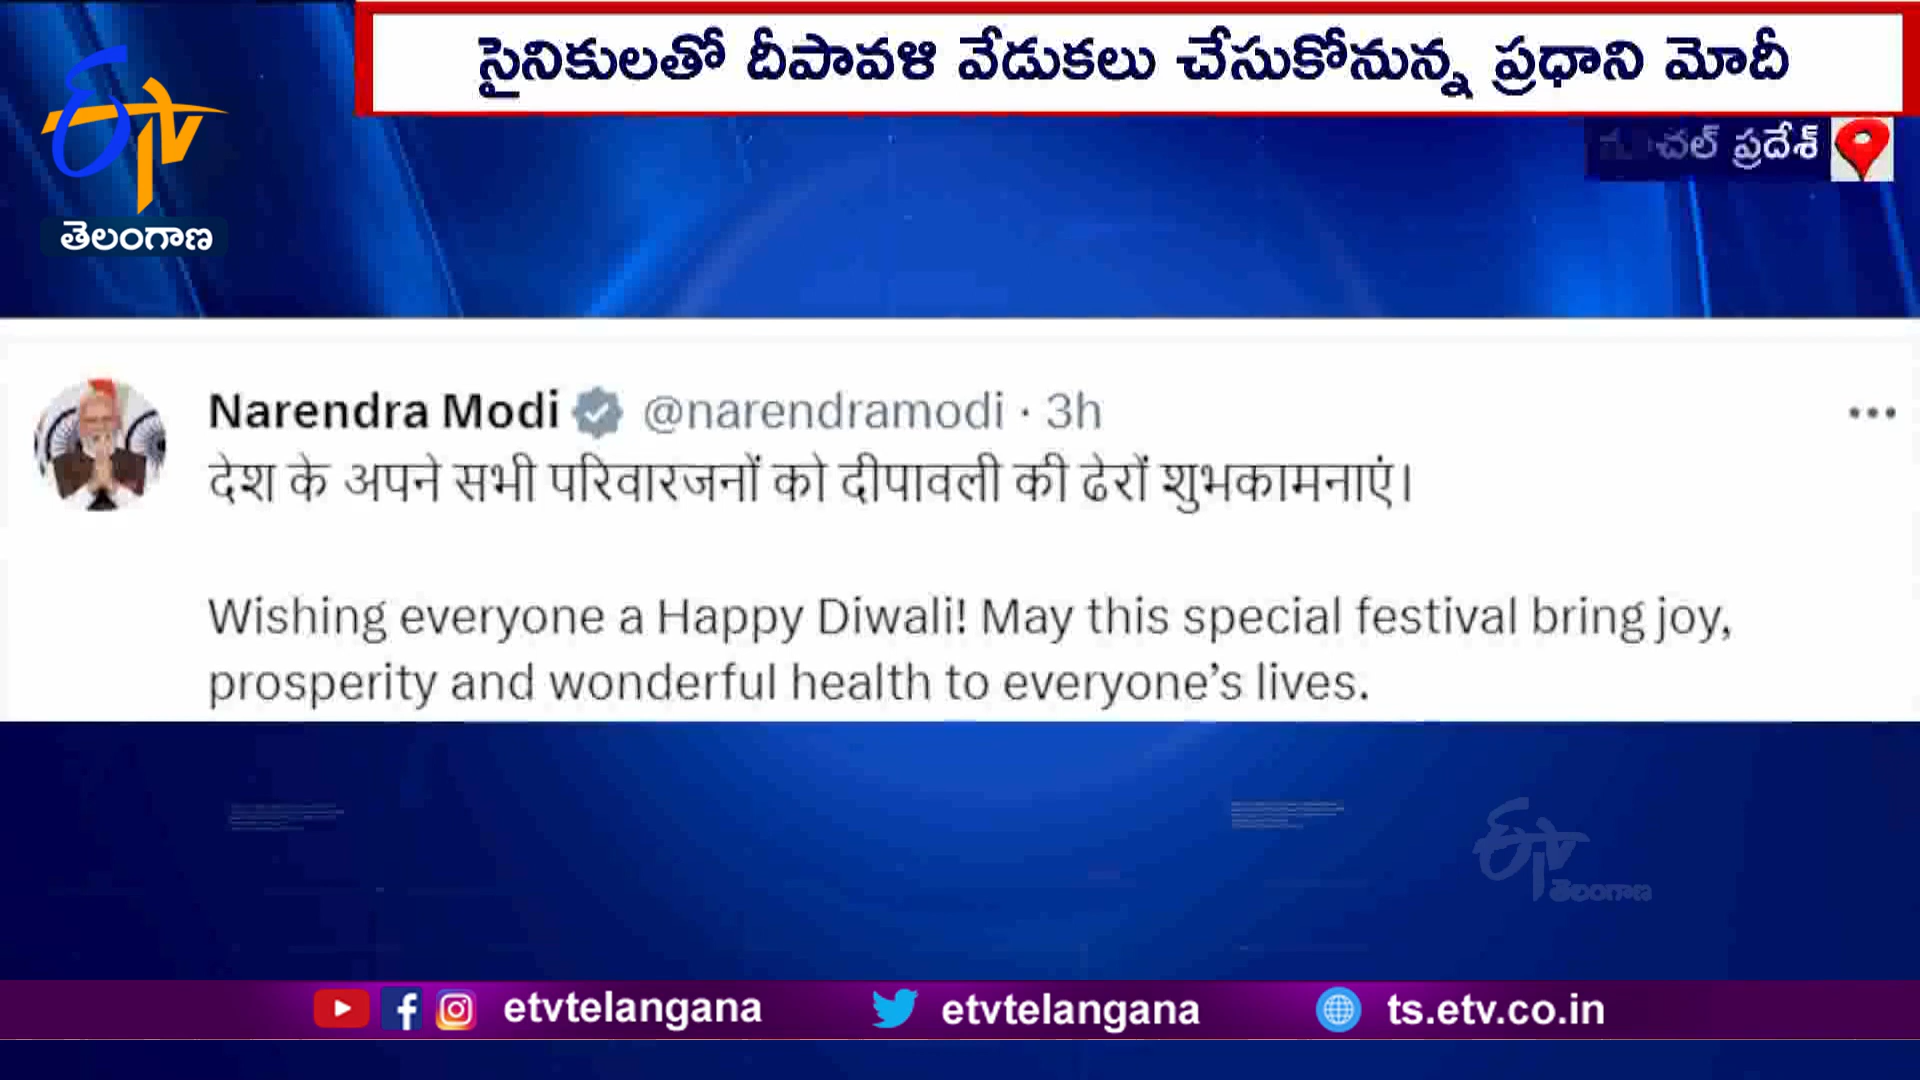 సైనికులతో దీపావళి వేడుకలు చేసుకోనున్న ప్రధాని మోదీ
ETV
తెలంగాణ
ప్రదేశ్
Narendra Modi @narendramodi · 3h
देश के अपने सभी परिवारजनों को दीपावली की ढेरों शुभकामनाएं।
Wishing everyone a Happy Diwali! May this special festival bring joy,
prosperity and wonderful health to everyone’s lives.
ETV
తెలంగాణ
etvtelangana etvtelangana ts.etv.co.in